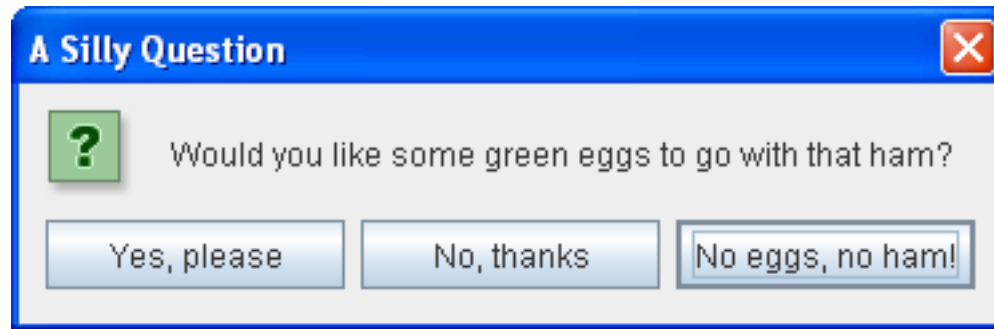 A Silly Question
?
Would you like some green eggs to go with that ham?
Yes, please
No, thanks
No eggs, no ham!